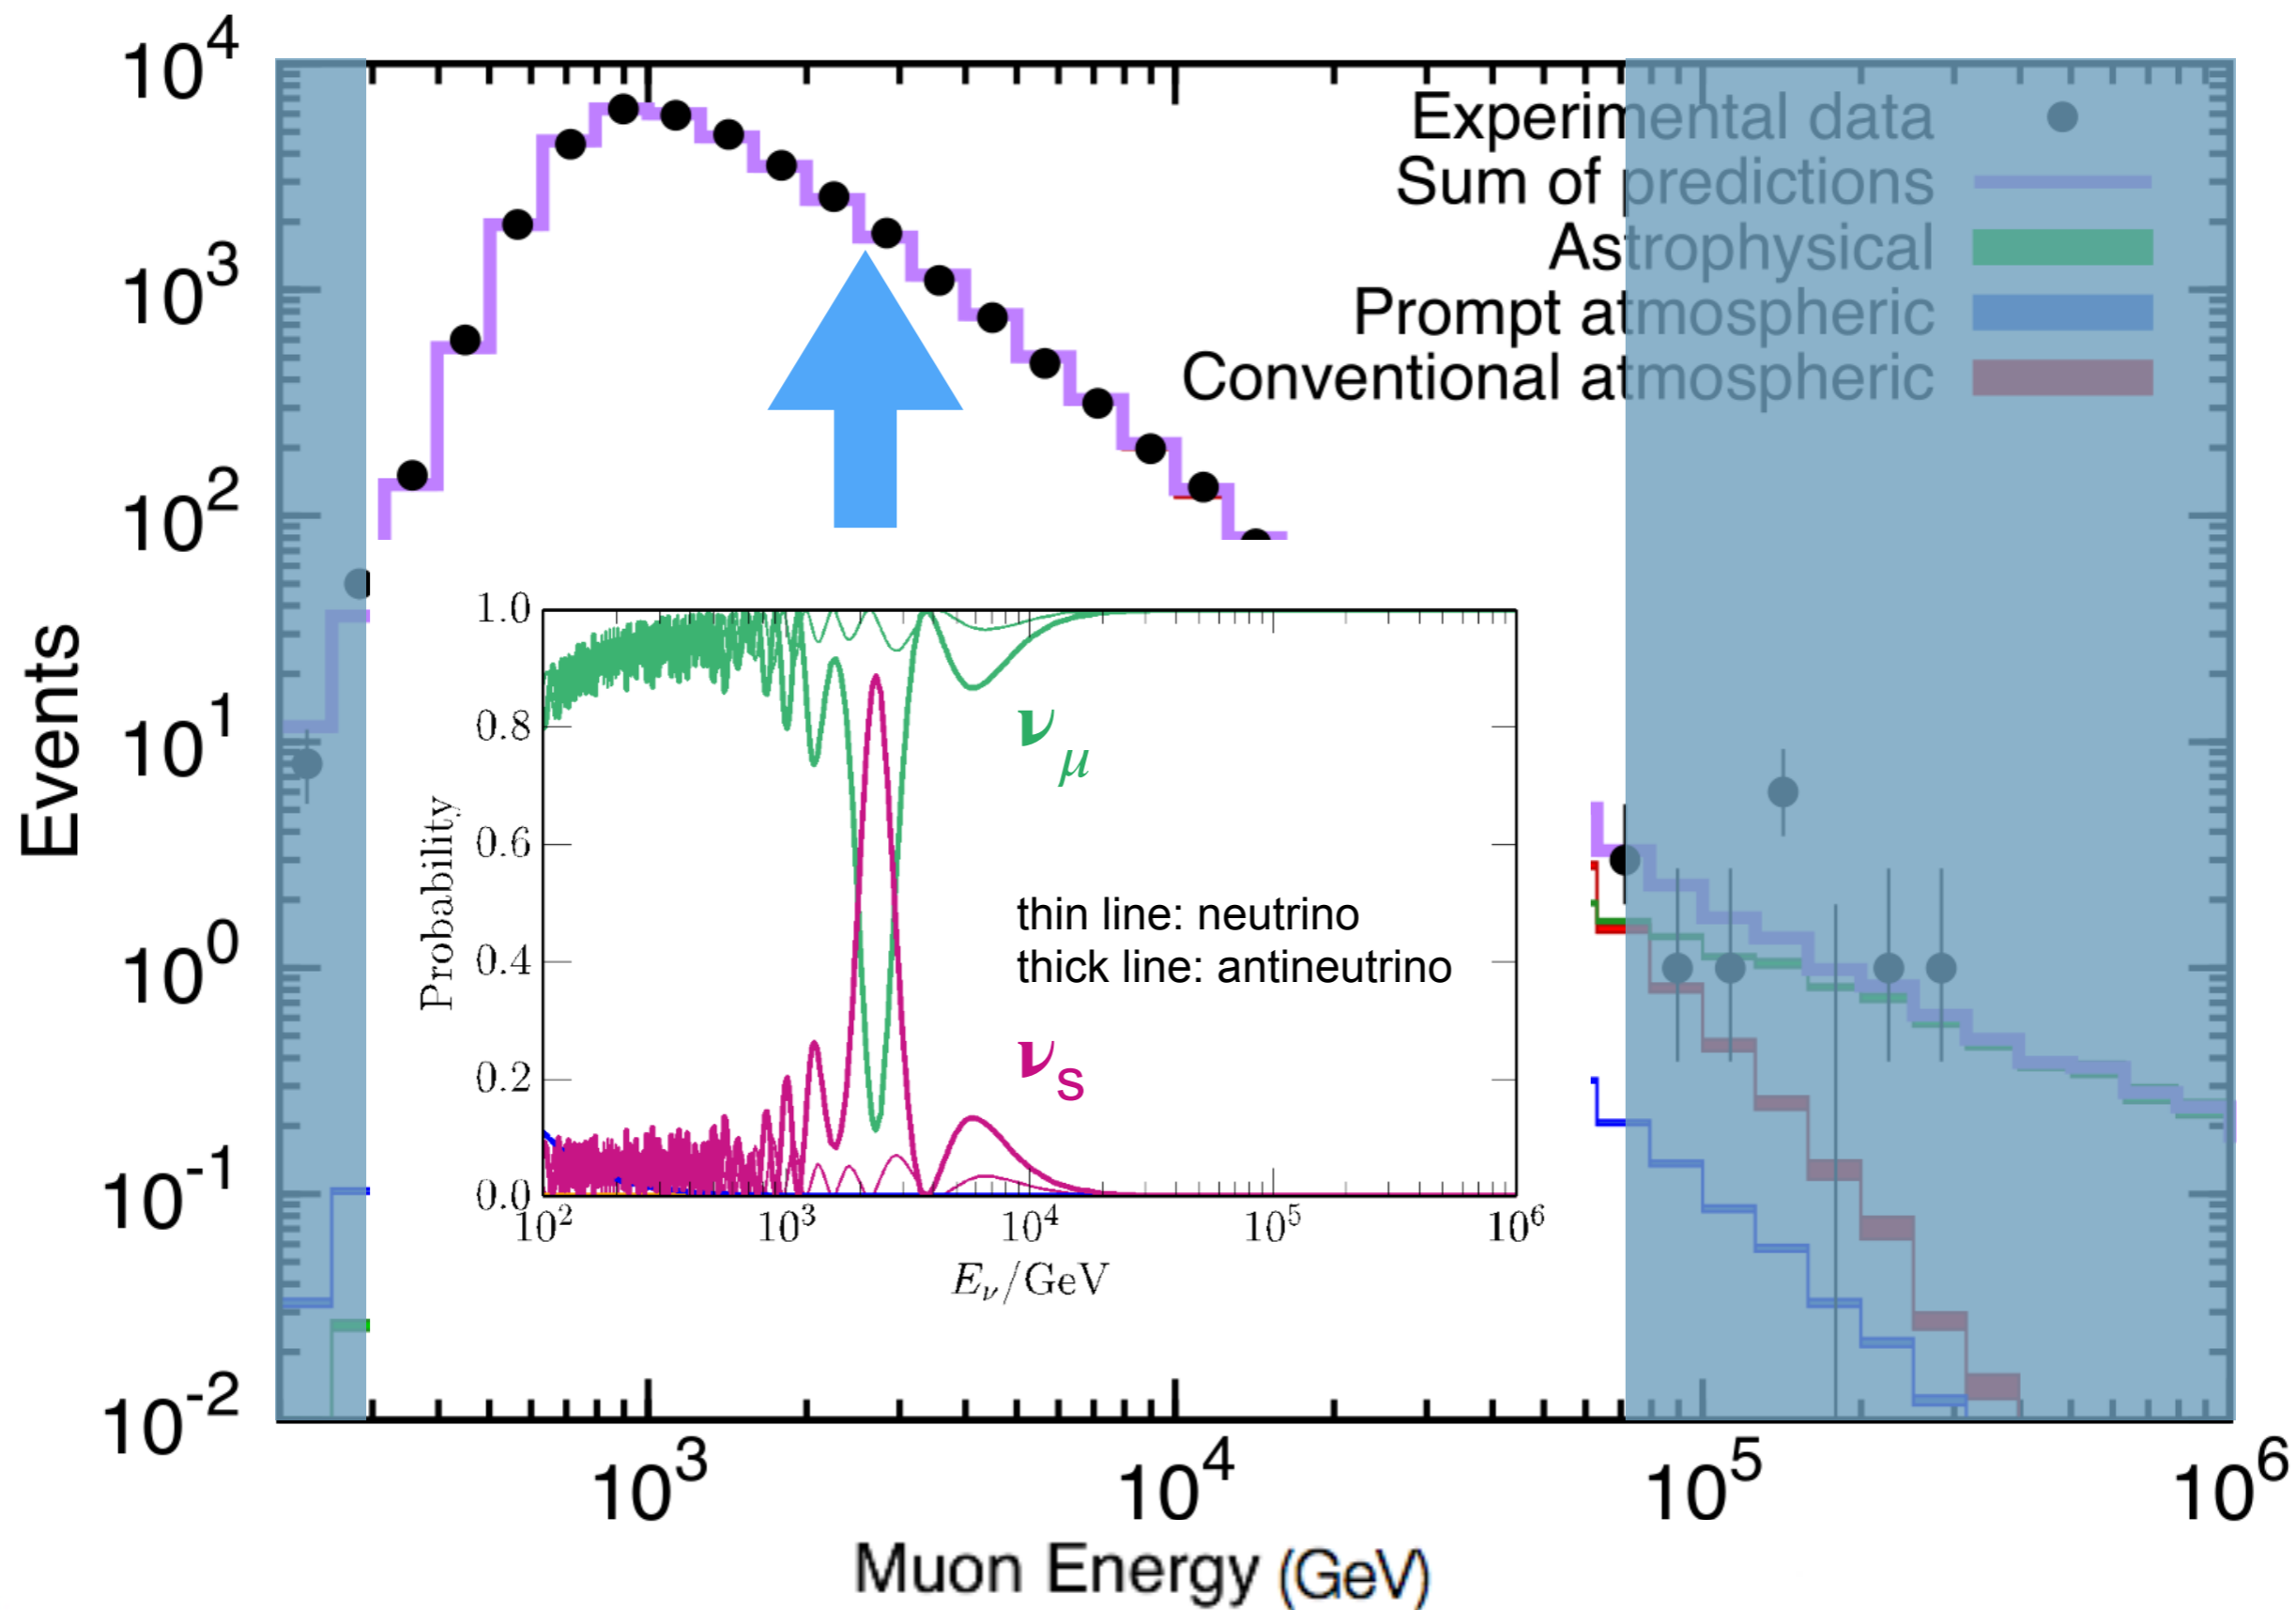 10^4
10^3
10^2
10^1
10^0
10^-1
10^-2
Events
Experimental data
Sum of predictions
Astrophysical
Prompt atmospheric
Conventional atmospheric
1.0
0.8
0.6
0.4
0.2
0.0
Probability
ν_μ
thin line: neutrino
thick line: antineutrino
ν_s
10^2 10^3 10^4 10^5 10^6
E_ν/GeV
10^3 10^4 10^5 10^6
Muon Energy (GeV)